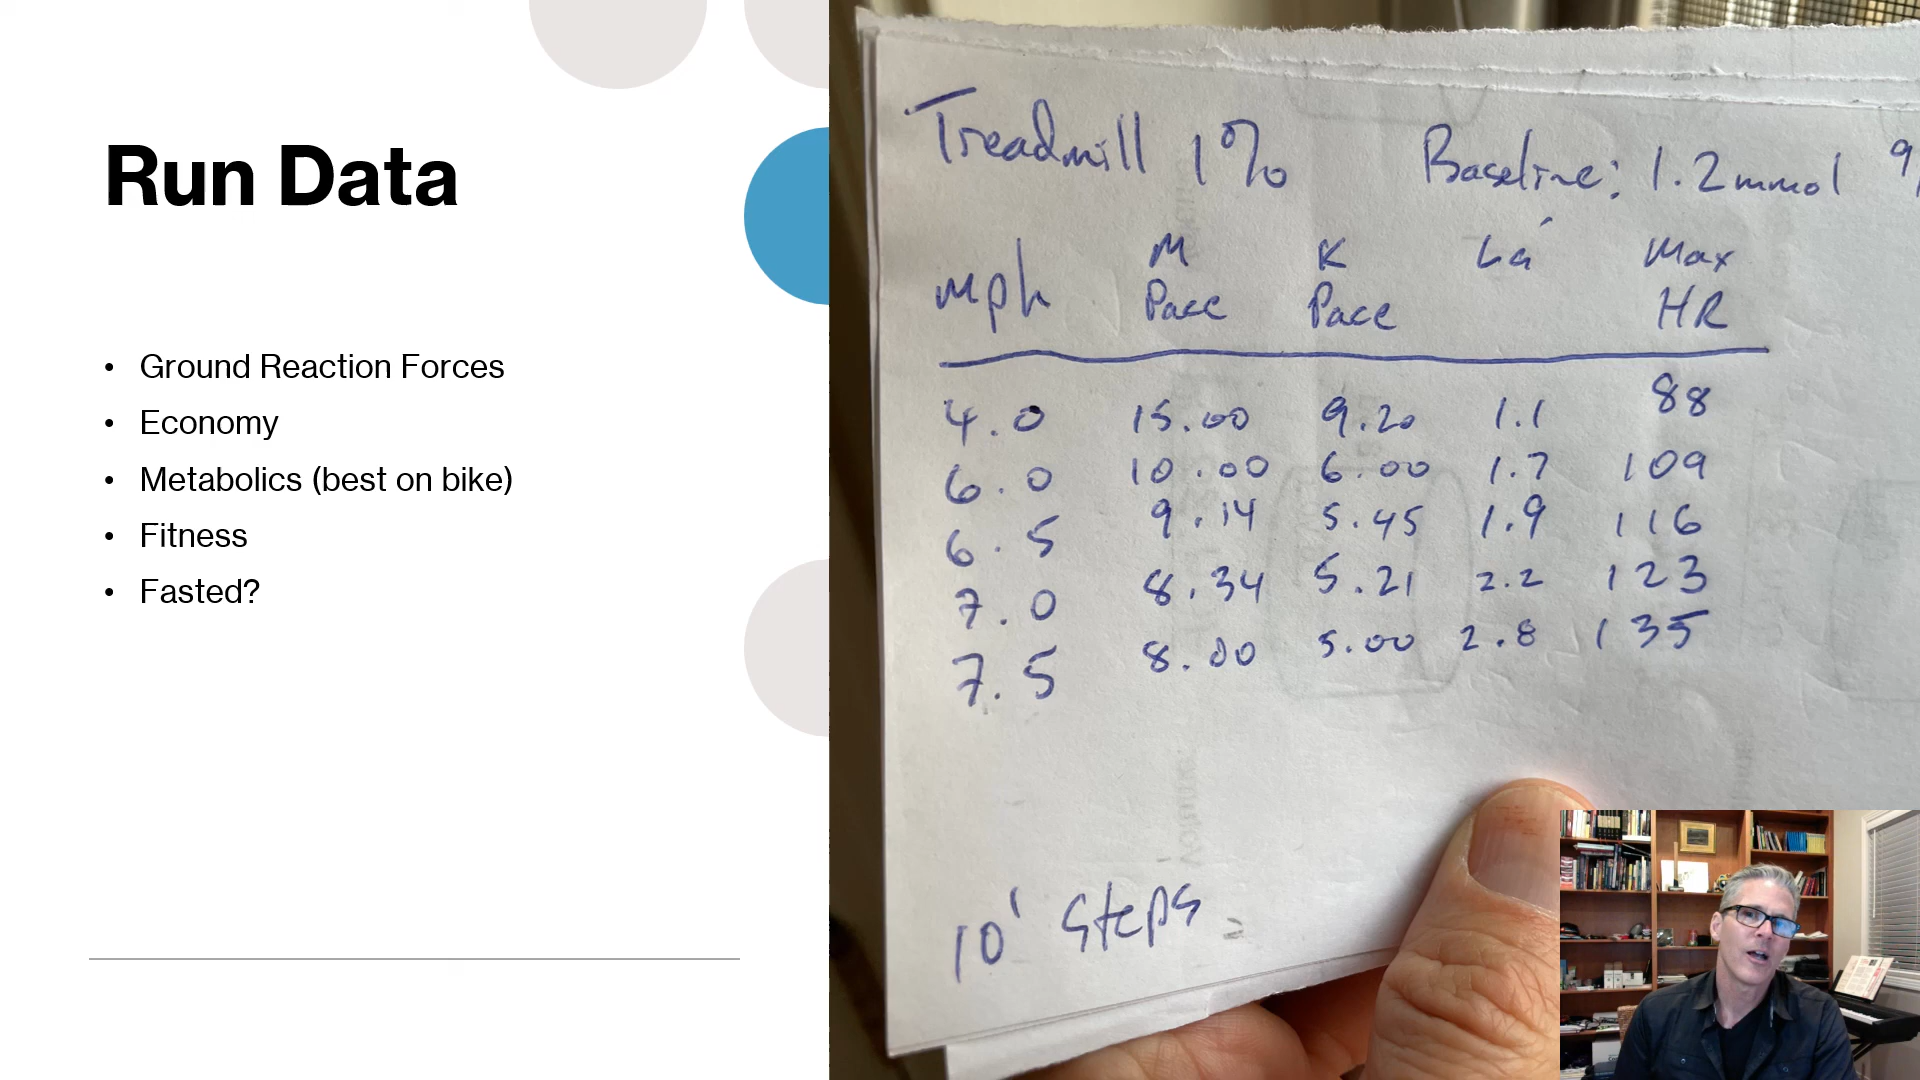 Run Data
• Ground Reaction Forces
• Economy
• Metabolics (best on bike)
• Fitness
• Fasted?
Treadmill 1% Baseline: 1.2 mmol
mph M Pace K Pace La Max HR
4.0 15.00 9.20 1.1 88
6.0 10.00 6.00 1.7 109
6.5 9.14 5.45 1.9 116
7.0 8.34 5.21 2.2 123
7.5 8.00 5.00 2.8 135
10' Steps